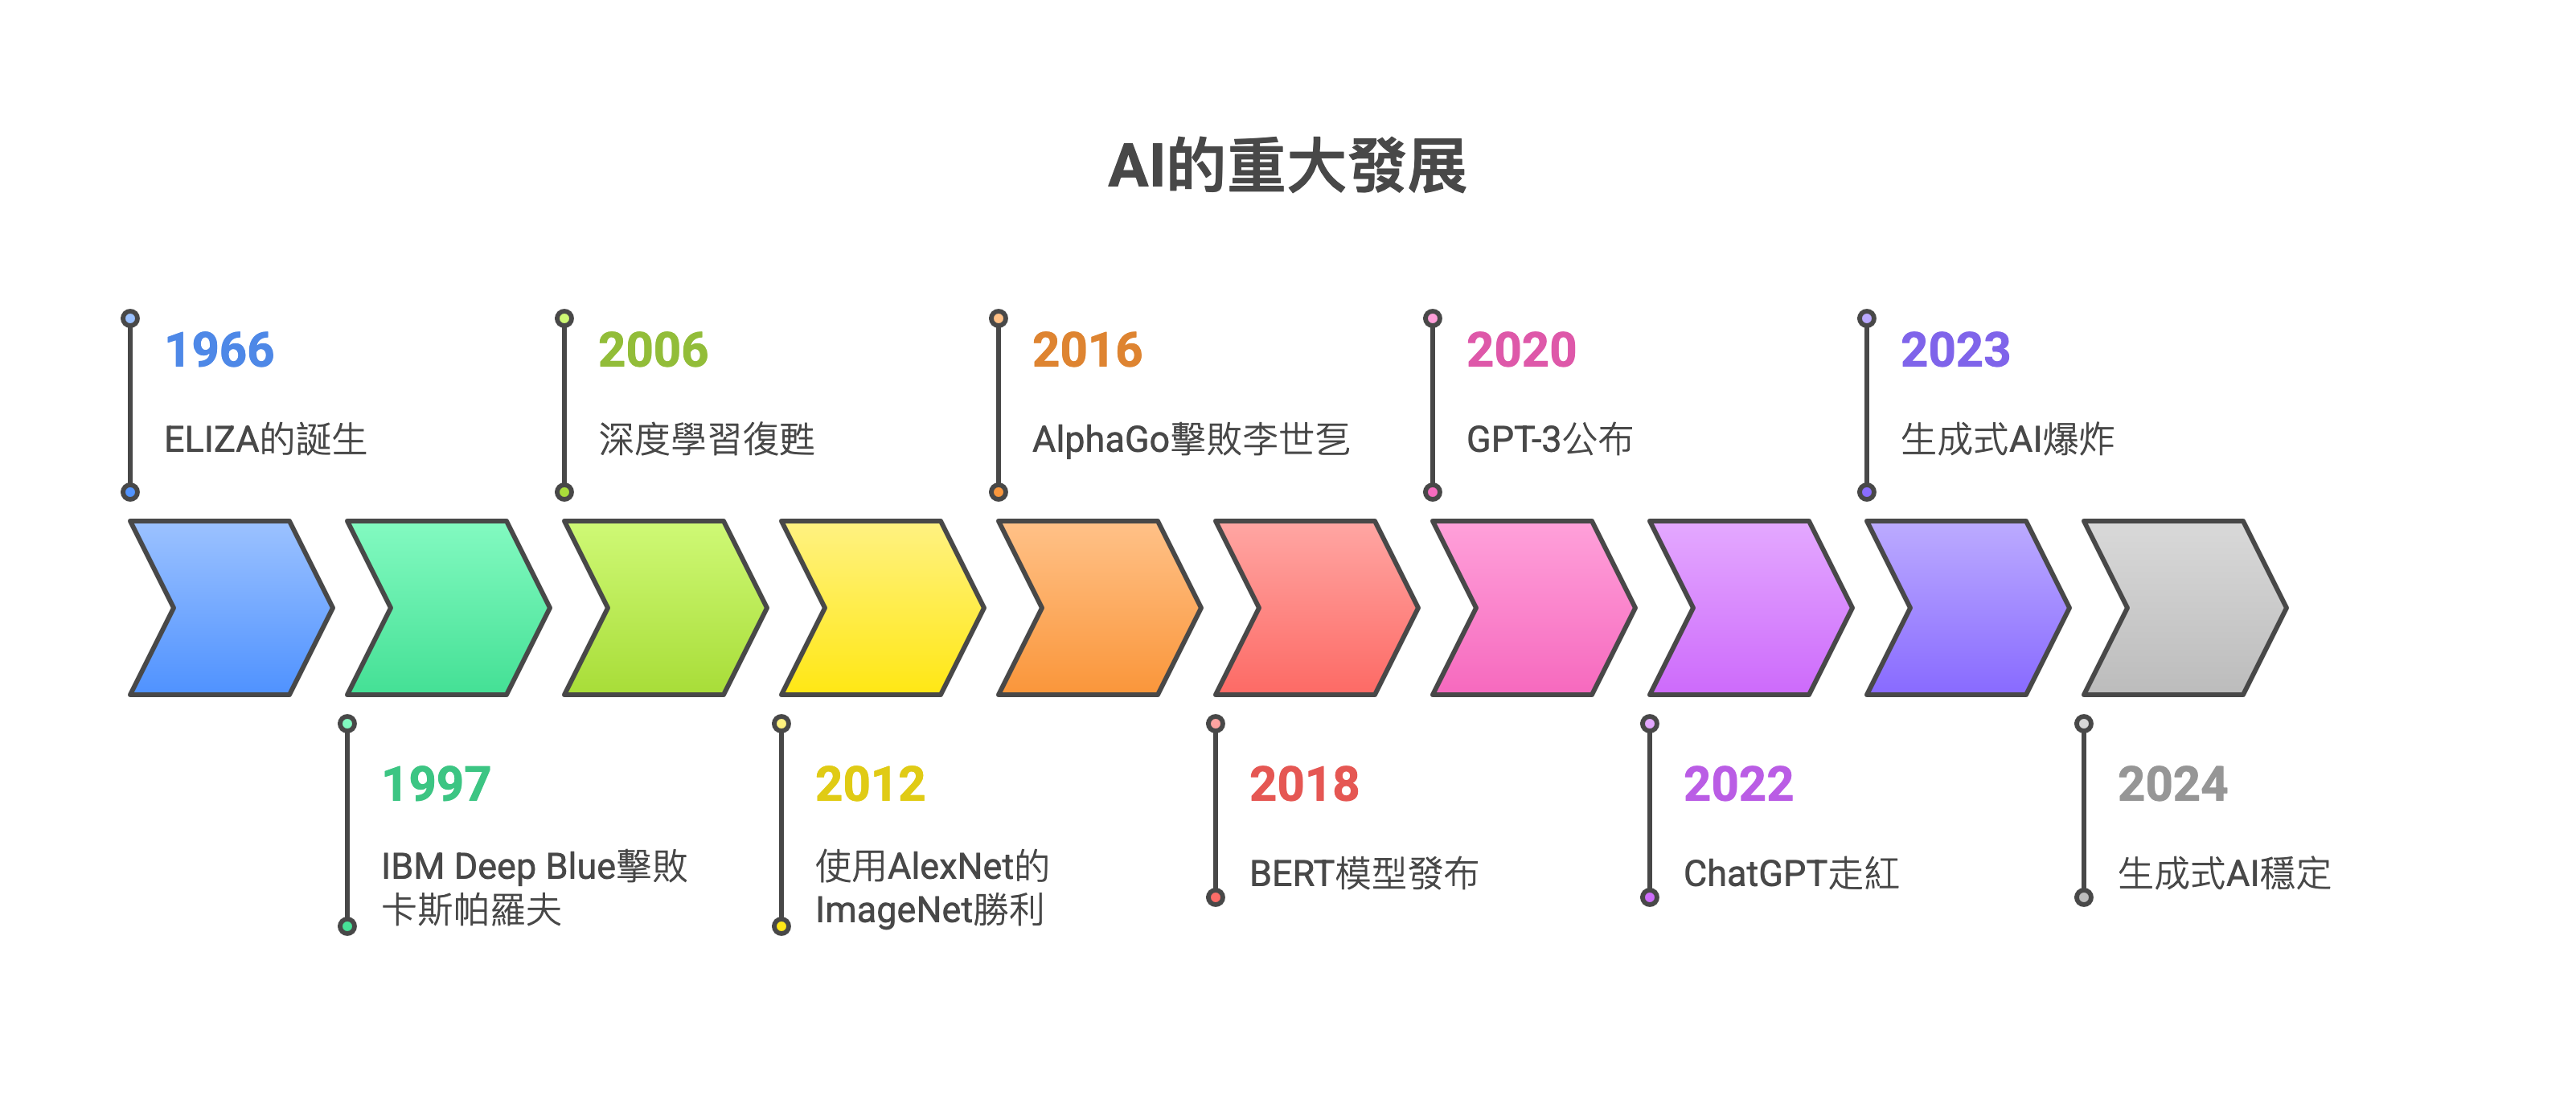 AI的重大發展
1966
ELIZA的誕生
1997
IBM Deep Blue擊敗
卡斯帕羅夫
2006
深度學習復甦
2012
使用AlexNet的
ImageNet勝利
2016
AlphaGo擊敗李世乭
2018
BERT模型發布
2020
GPT-3公布
2022
ChatGPT走紅
2023
生成式AI爆炸
2024
生成式AI穩定